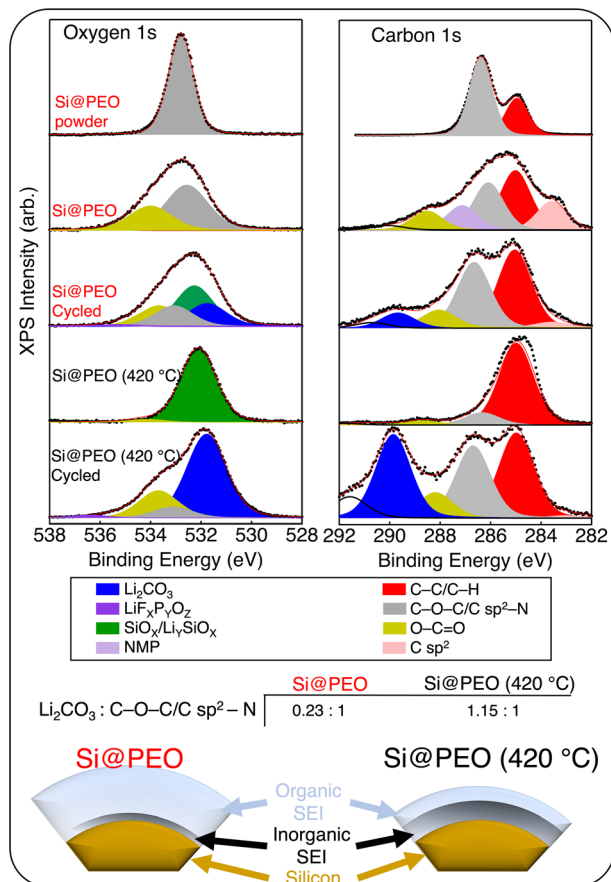 Oxygen 1s
Carbon 1s
XPS Intensity (arb.)
Si@PEO
powder
Si@PEO
Si@PEO
Cycled
Si@PEO (420 °C)
Si@PEO (420 °C)
Cycled
538 536 534 532 530 528
292 290 288 286 284 282
Binding Energy (eV)
Binding Energy (eV)
Li₂CO₃
LiFₓPᵧO_Z
SiOₓ/LiᵧSiOₓ
NMP
C–C/C–H
C–O–C/C sp²–N
O–C=O
C sp²
Si@PEO Si@PEO (420 °C)
Li₂CO₃ : C–O–C/C sp² – N 0.23 : 1 1.15 : 1
Si@PEO
Si@PEO (420 °C)
Organic
SEI
Inorganic
SEI
Silicon